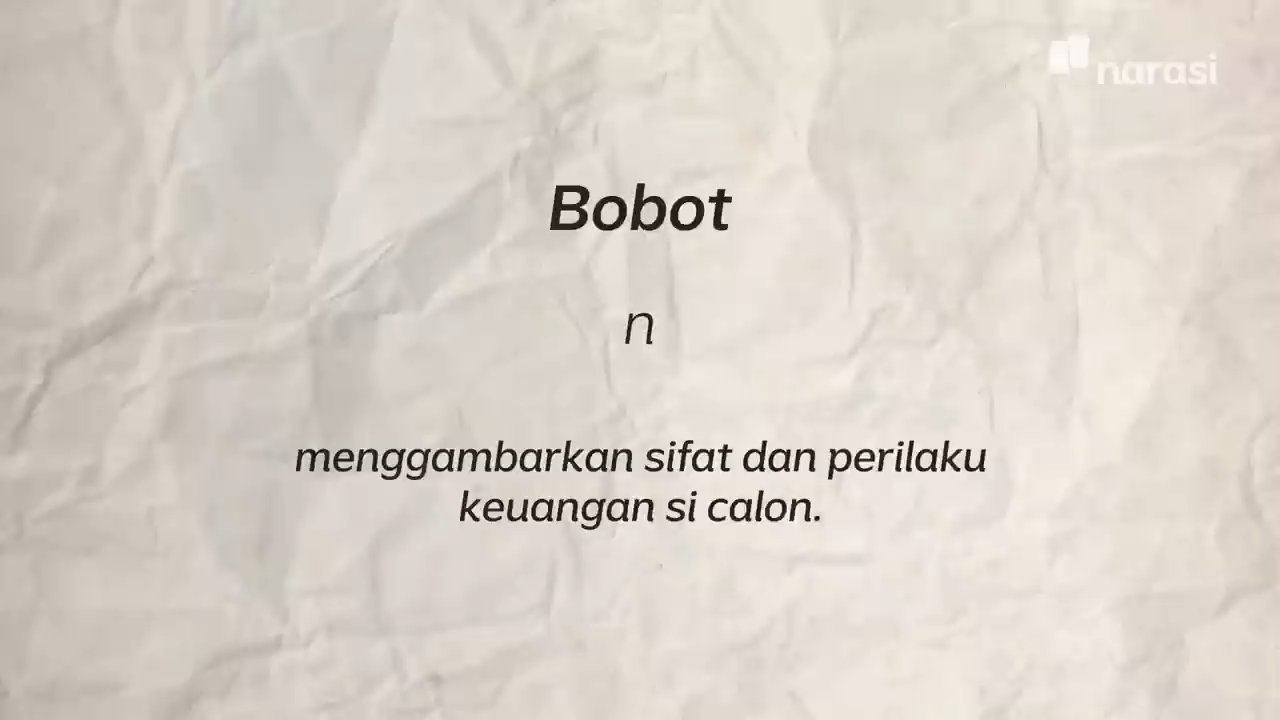 narasi
Bobot
n
menggambarkan sifat dan perilaku
keuangan si calon.